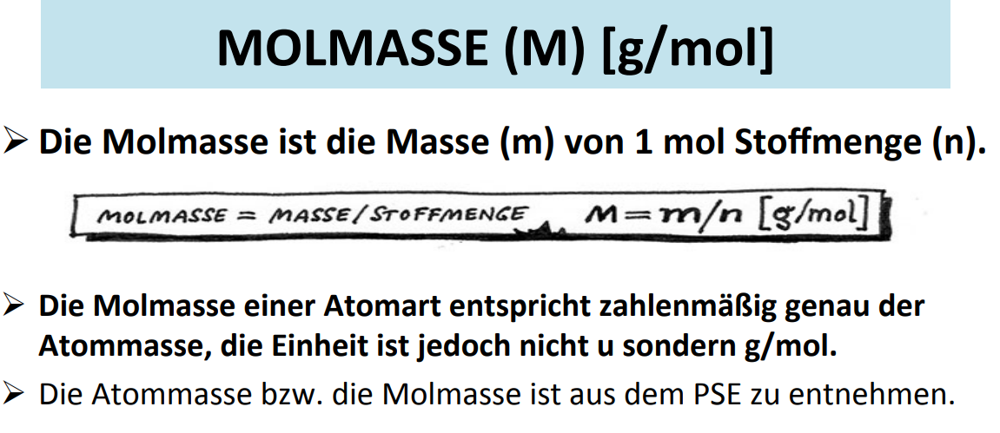 MOLMASSE (M) [g/mol]
➢ Die Molmasse ist die Masse (m) von 1 mol Stoffmenge (n).
MOLMASSE = MASSE/STOFFMENGE M=m/n [g/mol]
➢ Die Molmasse einer Atomart entspricht zahlenmäßig genau der
Atommasse, die Einheit ist jedoch nicht u sondern g/mol.
➢ Die Atommasse bzw. die Molmasse ist aus dem PSE zu entnehmen.